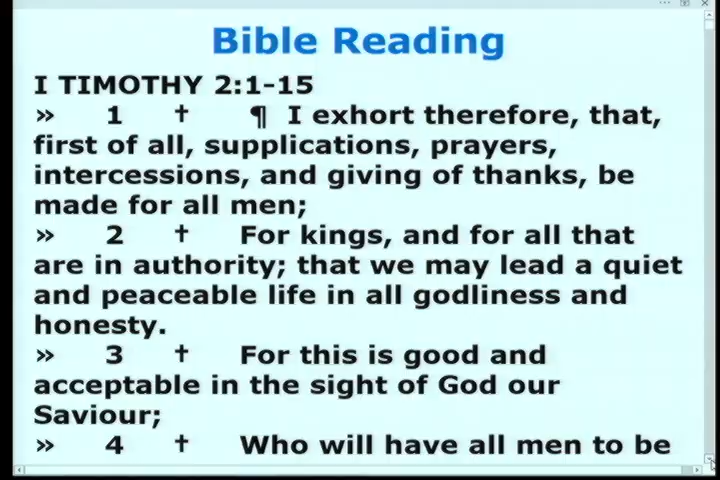 Bible Reading
I TIMOTHY 2:1-15
» 1 † ¶ I exhort therefore, that,
first of all, supplications, prayers,
intercessions, and giving of thanks, be
made for all men;
» 2 † For kings, and for all that
are in authority; that we may lead a quiet
and peaceable life in all godliness and
honesty.
» 3 † For this is good and
acceptable in the sight of God our
Saviour;
» 4 † Who will have all men to be